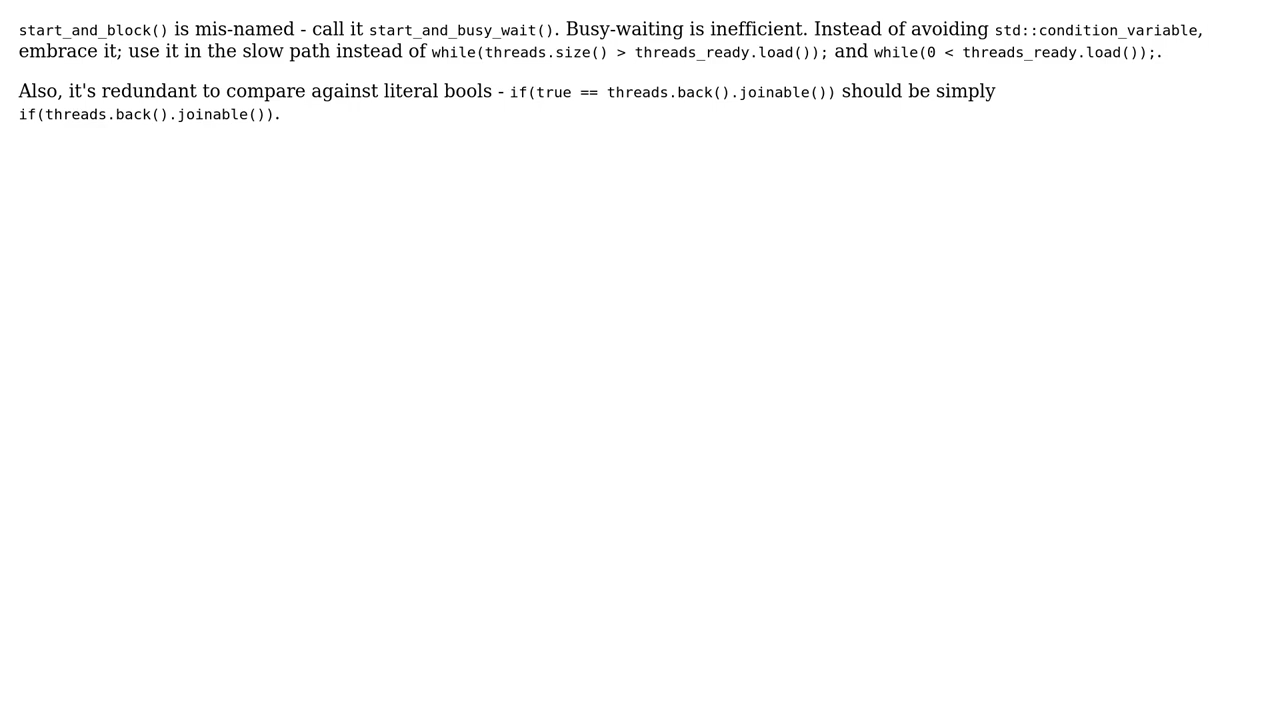 start_and_block() is mis-named - call it start_and_busy_wait(). Busy-waiting is inefficient. Instead of avoiding std::condition_variable,
embrace it; use it in the slow path instead of while(threads.size() > threads_ready.load()); and while(0 < threads_ready.load());.
Also, it's redundant to compare against literal bools - if(true == threads.back().joinable()) should be simply
if(threads.back().joinable()).